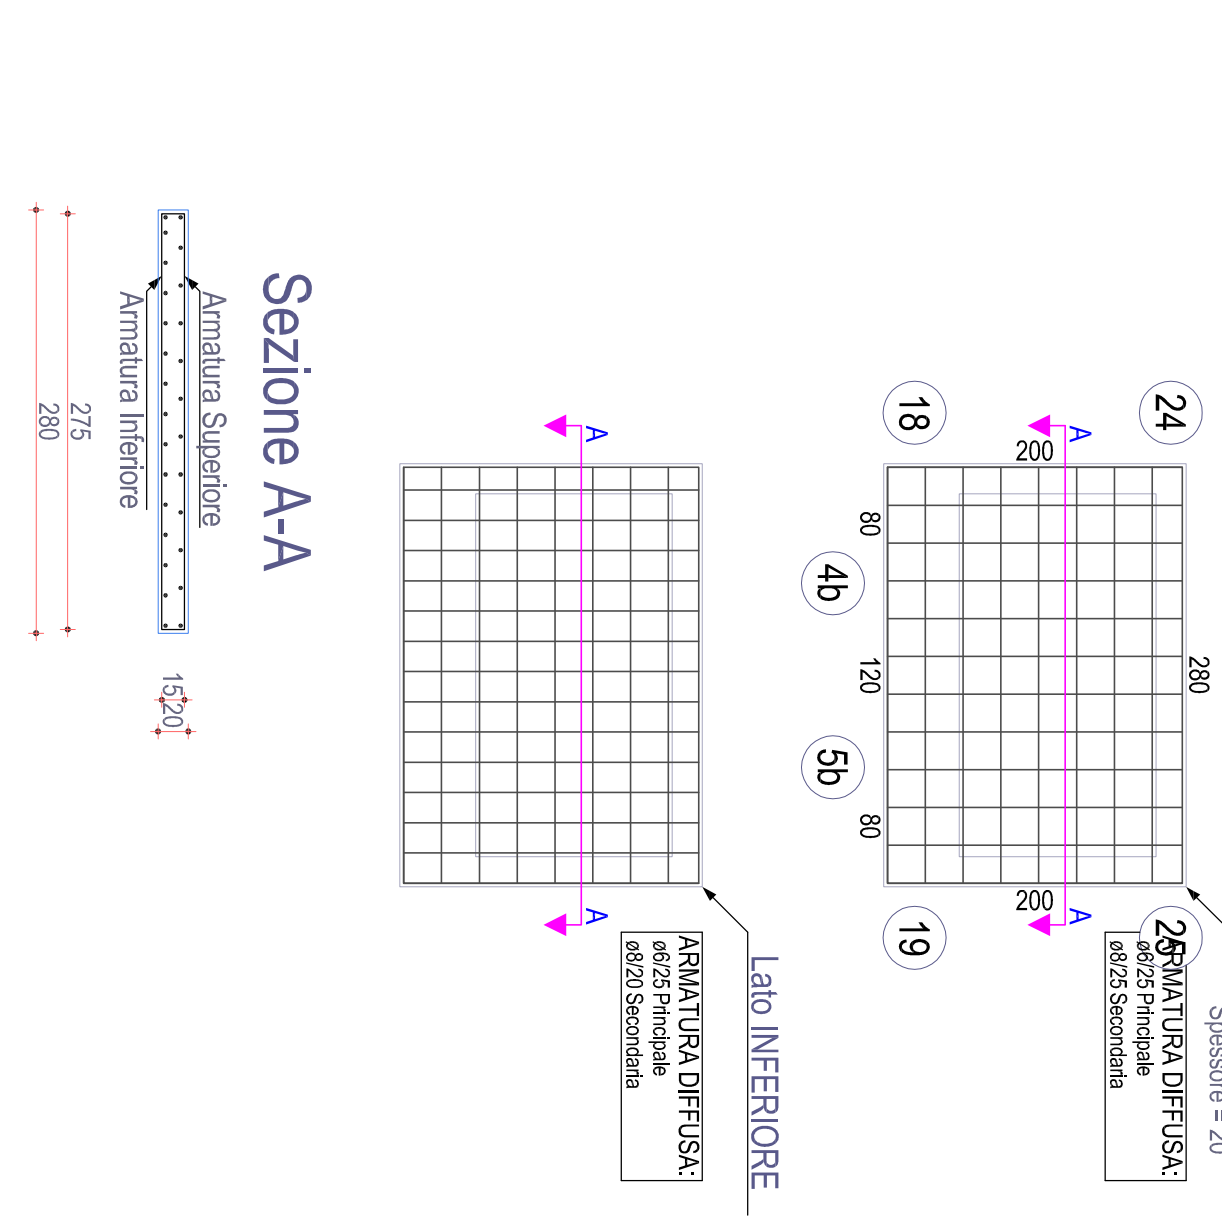 Spessore = 20
24
18
A
200
80
4b
120
280
5b
80
200
A
25
19
ARMATURA DIFFUSA:
ø6/25 Principale
ø8/25 Secondaria
Lato INFERIORE
A
A
ARMATURA DIFFUSA:
ø6/25 Principale
ø8/20 Secondaria
Sezione A-A
Armatura Superiore
Armatura Inferiore
275
280
15
20